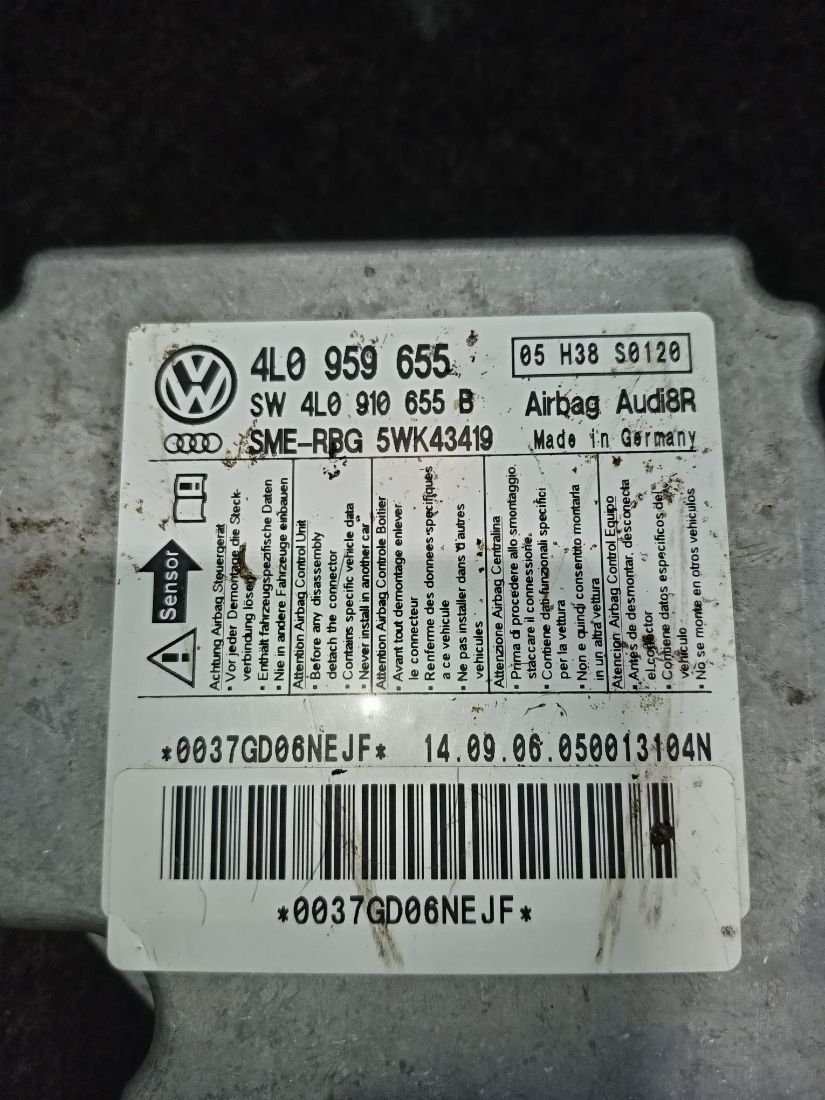 4L0 959 655
05 H38 S0120
SW 4L0 910 655 B
Airbag Audi8R
SME-RBG 5WK43419
Made in Germany
Sensor
Achtung Airbag Steuergerät
• Vor jeder Demontage die Steck-
verbindung lösen
• Enthält fahrzeugspezifische Daten
• Nie in andere Fahrzeuge einbauen
Attention Airbag Control Unit
• Before any disassembly
detach the connector
• Contains specific vehicle data
• Never install in another car
Attention Airbag Controle Boitier
• Avant tout demontage enlever
le connecteur
• Renferme des donnees specifiques
a ce vehicule
• Ne pas installer dans d autres
vehicules
Attenzione Airbag Centralina
• Prima di procedere allo smontaggio
staccare il connessione.
• Contiene dati funzionali specifici
per la vettura
• Non e quindi consentitto montarla
in un altra vettura
Atencion Airbag Control Equipo
• Antes de desmontar, desconecta
el conector
• Contiene datos especificos del
vehiculo
• No se monte en otros vehiculos
*0037GD06NEJF* 14.09.06.050013104N
*0037GD06NEJF*